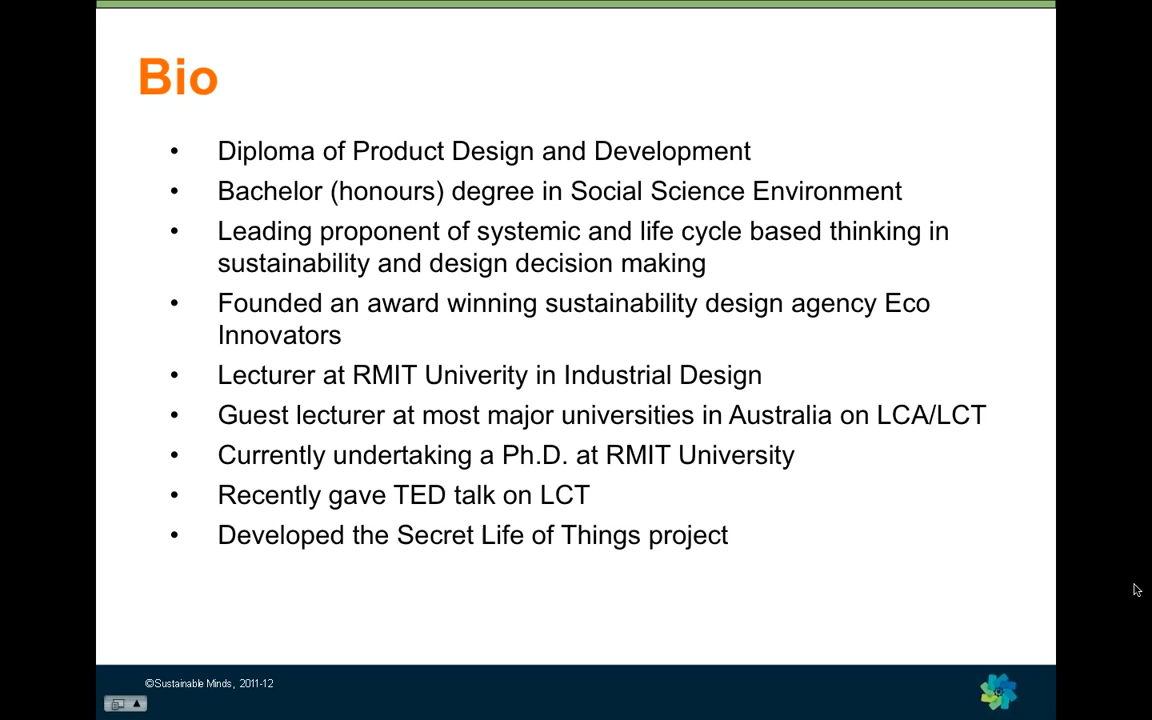 Bio
• Diploma of Product Design and Development
• Bachelor (honours) degree in Social Science Environment
• Leading proponent of systemic and life cycle based thinking in
sustainability and design decision making
• Founded an award winning sustainability design agency Eco
Innovators
• Lecturer at RMIT Univerity in Industrial Design
• Guest lecturer at most major universities in Australia on LCA/LCT
• Currently undertaking a Ph.D. at RMIT University
• Recently gave TED talk on LCT
• Developed the Secret Life of Things project
©Sustainable Minds, 2011-12